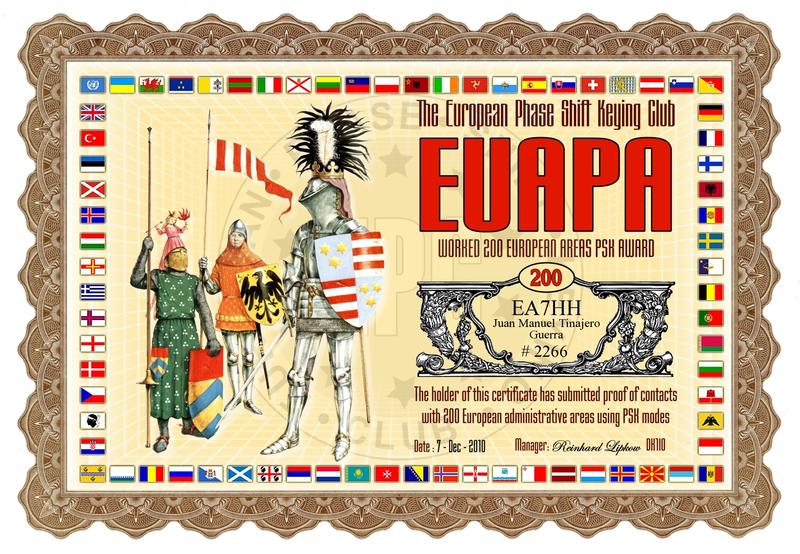 The European Phase Shift Keying Club
EUAPA
WORKED 200 EUROPEAN AREAS PSK AWARD
200
EA7HH
Juan Manuel Tinajero
Guerra
# 2266
The holder of this certificate has submitted proof of contacts
with 200 European administrative areas using PSK modes
Date : 7 - Dec - 2010 Manager: Reinhard Lipkow DK1IO
CLUB